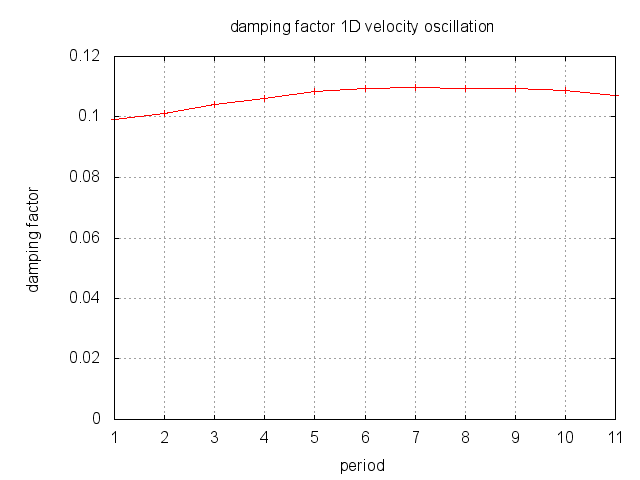 damping factor 1D velocity oscillation
0.12
0.1
0.08
0.06
0.04
0.02
0
damping factor
1 2 3 4 5 6 7 8 9 10 11
period